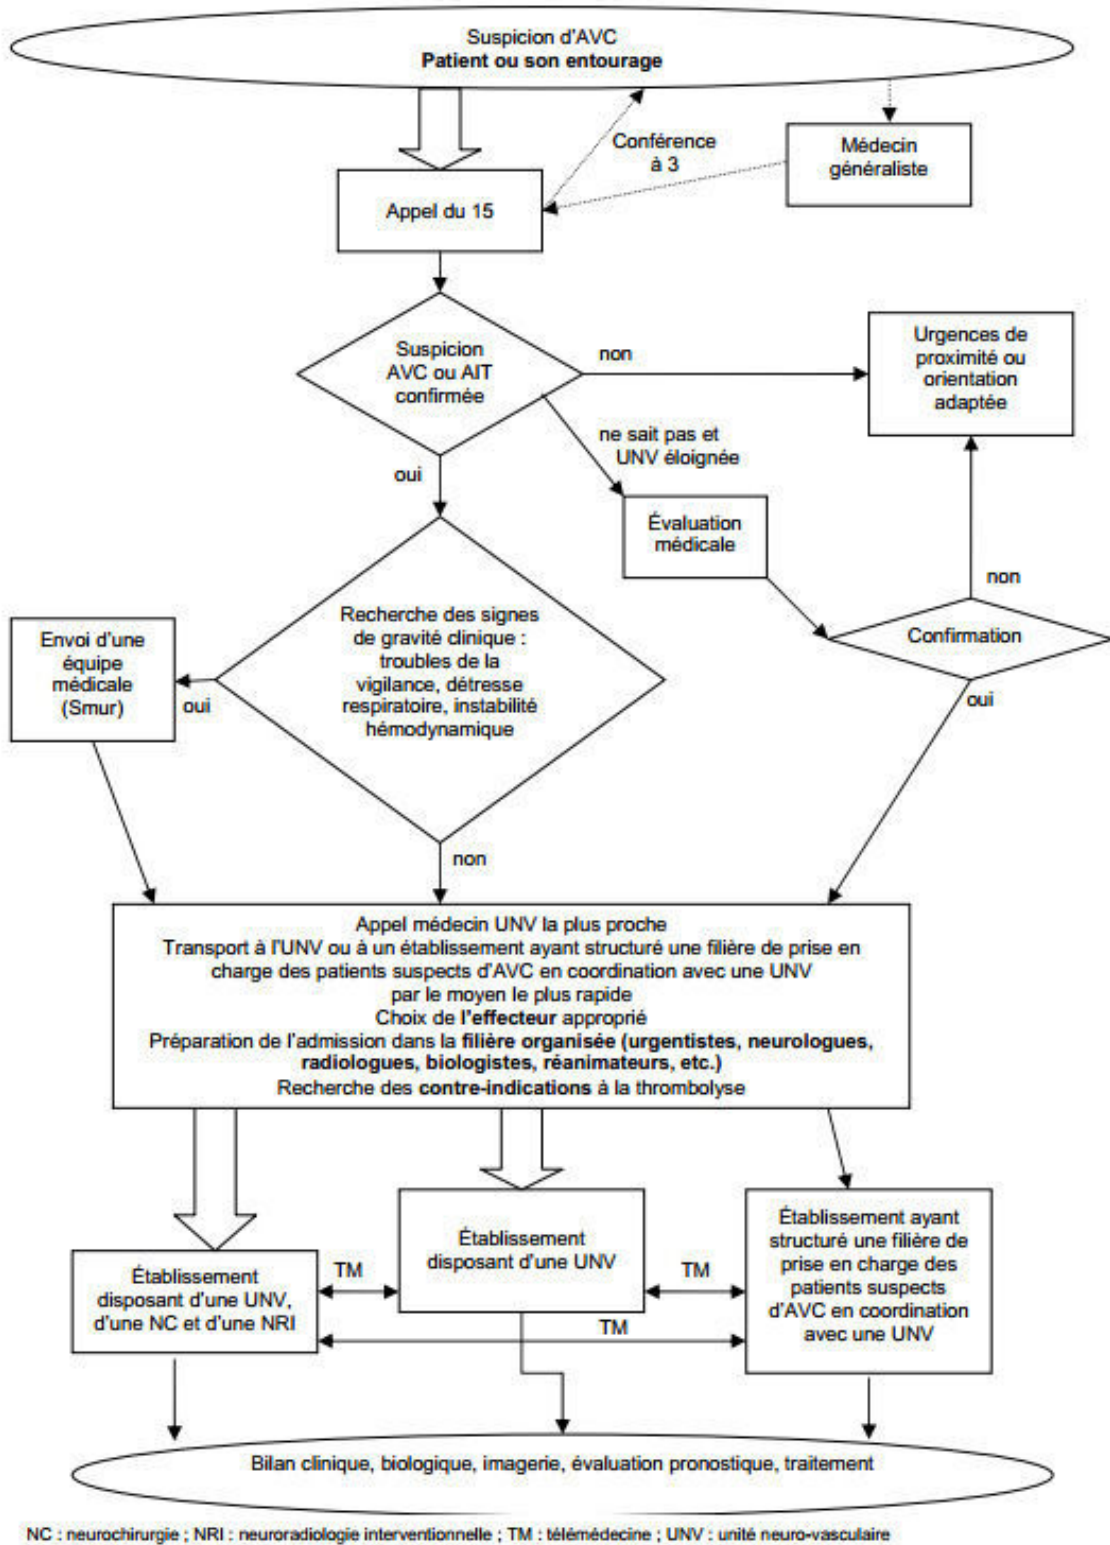 Suspicion d'AVC
Patient ou son entourage
Conférence
à 3
Médecin
généraliste
Appel du 15
Suspicion
AVC ou AIT
confirmée
non
Urgences de
proximité ou
orientation
adaptée
ne sait pas et
UNV éloignée
oui
Évaluation
médicale
non
Confirmation
oui
Recherche des signes
de gravité clinique :
troubles de la
vigilance, détresse
respiratoire, instabilité
hémodynamique
Envoi d'une
équipe
médicale
(Smur)
oui
non
Appel médecin UNV la plus proche
Transport à l'UNV ou à un établissement ayant structuré une filière de prise en
charge des patients suspects d'AVC en coordination avec une UNV
par le moyen le plus rapide
Choix de l'effecteur approprié
Préparation de l'admission dans la filière organisée (urgentistes, neurologues,
radiologues, biologistes, réanimateurs, etc.)
Recherche des contre-indications à la thrombolyse
Établissement
disposant d'une UNV,
d'une NC et d'une NRI
TM
Établissement
disposant d'une UNV
TM
TM
Établissement ayant
structuré une filière de
prise en charge des
patients suspects
d'AVC en coordination
avec une UNV
Bilan clinique, biologique, imagerie, évaluation pronostique, traitement
NC : neurochirurgie ; NRI : neuroradiologie interventionnelle ; TM : télémédecine ; UNV : unité neuro-vasculaire